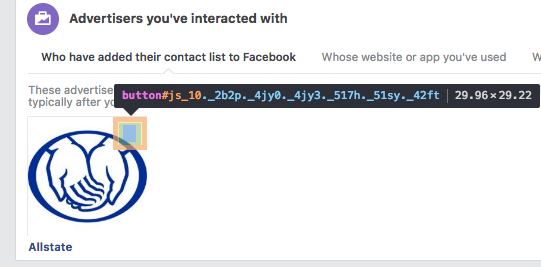 Advertisers you've interacted with
Who have added their contact list to Facebook Whose website or app you've used W
These advertise
button#js_10._2b2p._4jy0._4jy3._517h._51sy._42ft 29.96×29.22
typically after yo
Allstate